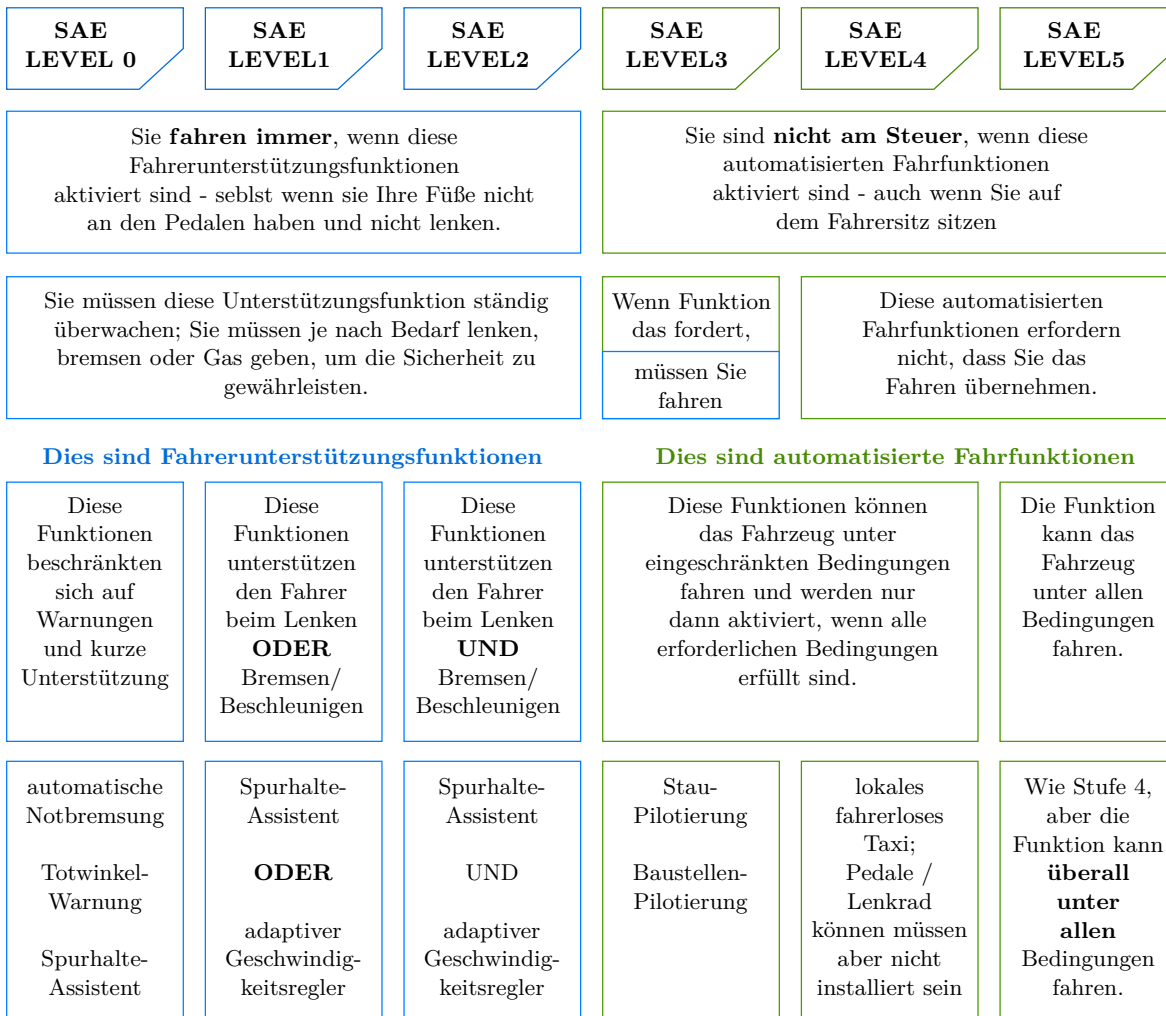 SAE
LEVEL 0
SAE
LEVEL1
SAE
LEVEL2
SAE
LEVEL3
SAE
LEVEL4
SAE
LEVEL5
Sie fahren immer, wenn diese
Fahrerunterstützungsfunktionen
aktiviert sind - seblst wenn sie Ihre Füße nicht
an den Pedalen haben und nicht lenken.
Sie sind nicht am Steuer, wenn diese
automatisierten Fahrfunktionen
aktiviert sind - auch wenn Sie auf
dem Fahrersitz sitzen
Sie müssen diese Unterstützungsfunktion ständig
überwachen; Sie müssen je nach Bedarf lenken,
bremsen oder Gas geben, um die Sicherheit zu
gewährleisten.
Wenn Funktion
das fordert,
müssen Sie
fahren
Diese automatisierten
Fahrfunktionen erfordern
nicht, dass Sie das
Fahren übernehmen.
Dies sind Fahrerunterstützungsfunktionen
Dies sind automatisierte Fahrfunktionen
Diese
Funktionen
beschränkten
sich auf
Warnungen
und kurze
Unterstützung
Diese
Funktionen
unterstützen
den Fahrer
beim Lenken
ODER
Bremsen/
Beschleunigen
Diese
Funktionen
unterstützen
den Fahrer
beim Lenken
UND
Bremsen/
Beschleunigen
Diese Funktionen können
das Fahrzeug unter
eingeschränkten Bedingungen
fahren und werden nur
dann aktiviert, wenn alle
erforderlichen Bedingungen
erfüllt sind.
Die Funktion
kann das
Fahrzeug
unter allen
Bedingungen
fahren.
automatische
Notbremsung
Totwinkel-
Warnung
Spurhalte-
Assistent
Spurhalte-
Assistent
ODER
adaptiver
Geschwindig-
keitsregler
Spurhalte-
Assistent
UND
adaptiver
Geschwindig-
keitsregler
Stau-
Pilotierung
Baustellen-
Pilotierung
lokales
fahrerloses
Taxi;
Pedale /
Lenkrad
können müssen
aber nicht
installiert sein
Wie Stufe 4,
aber die
Funktion kann
überall
unter
allen
Bedingungen
fahren.